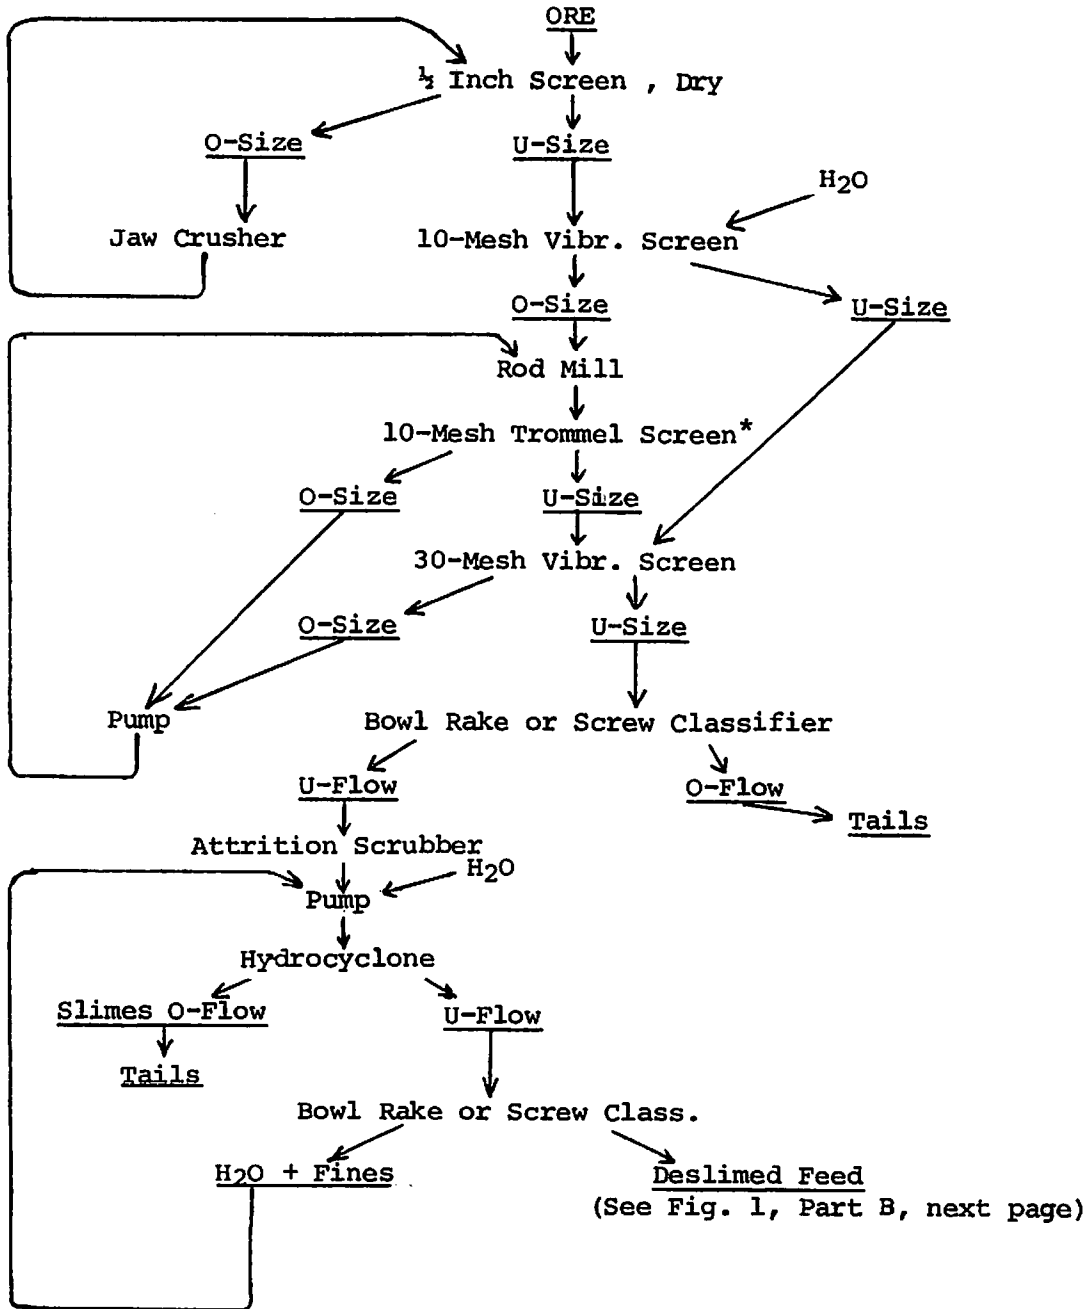 ORE
½ Inch Screen , Dry
O-Size
U-Size
H2O
Jaw Crusher
10-Mesh Vibr. Screen
O-Size
U-Size
Rod Mill
10-Mesh Trommel Screen*
O-Size
U-Size
30-Mesh Vibr. Screen
O-Size
U-Size
Pump
Bowl Rake or Screw Classifier
U-Flow
O-Flow
Tails
Attrition Scrubber
H2O
Pump
Hydrocyclone
Slimes O-Flow
U-Flow
Tails
Bowl Rake or Screw Class.
H2O + Fines
Deslimed Feed
(See Fig. 1, Part B, next page)